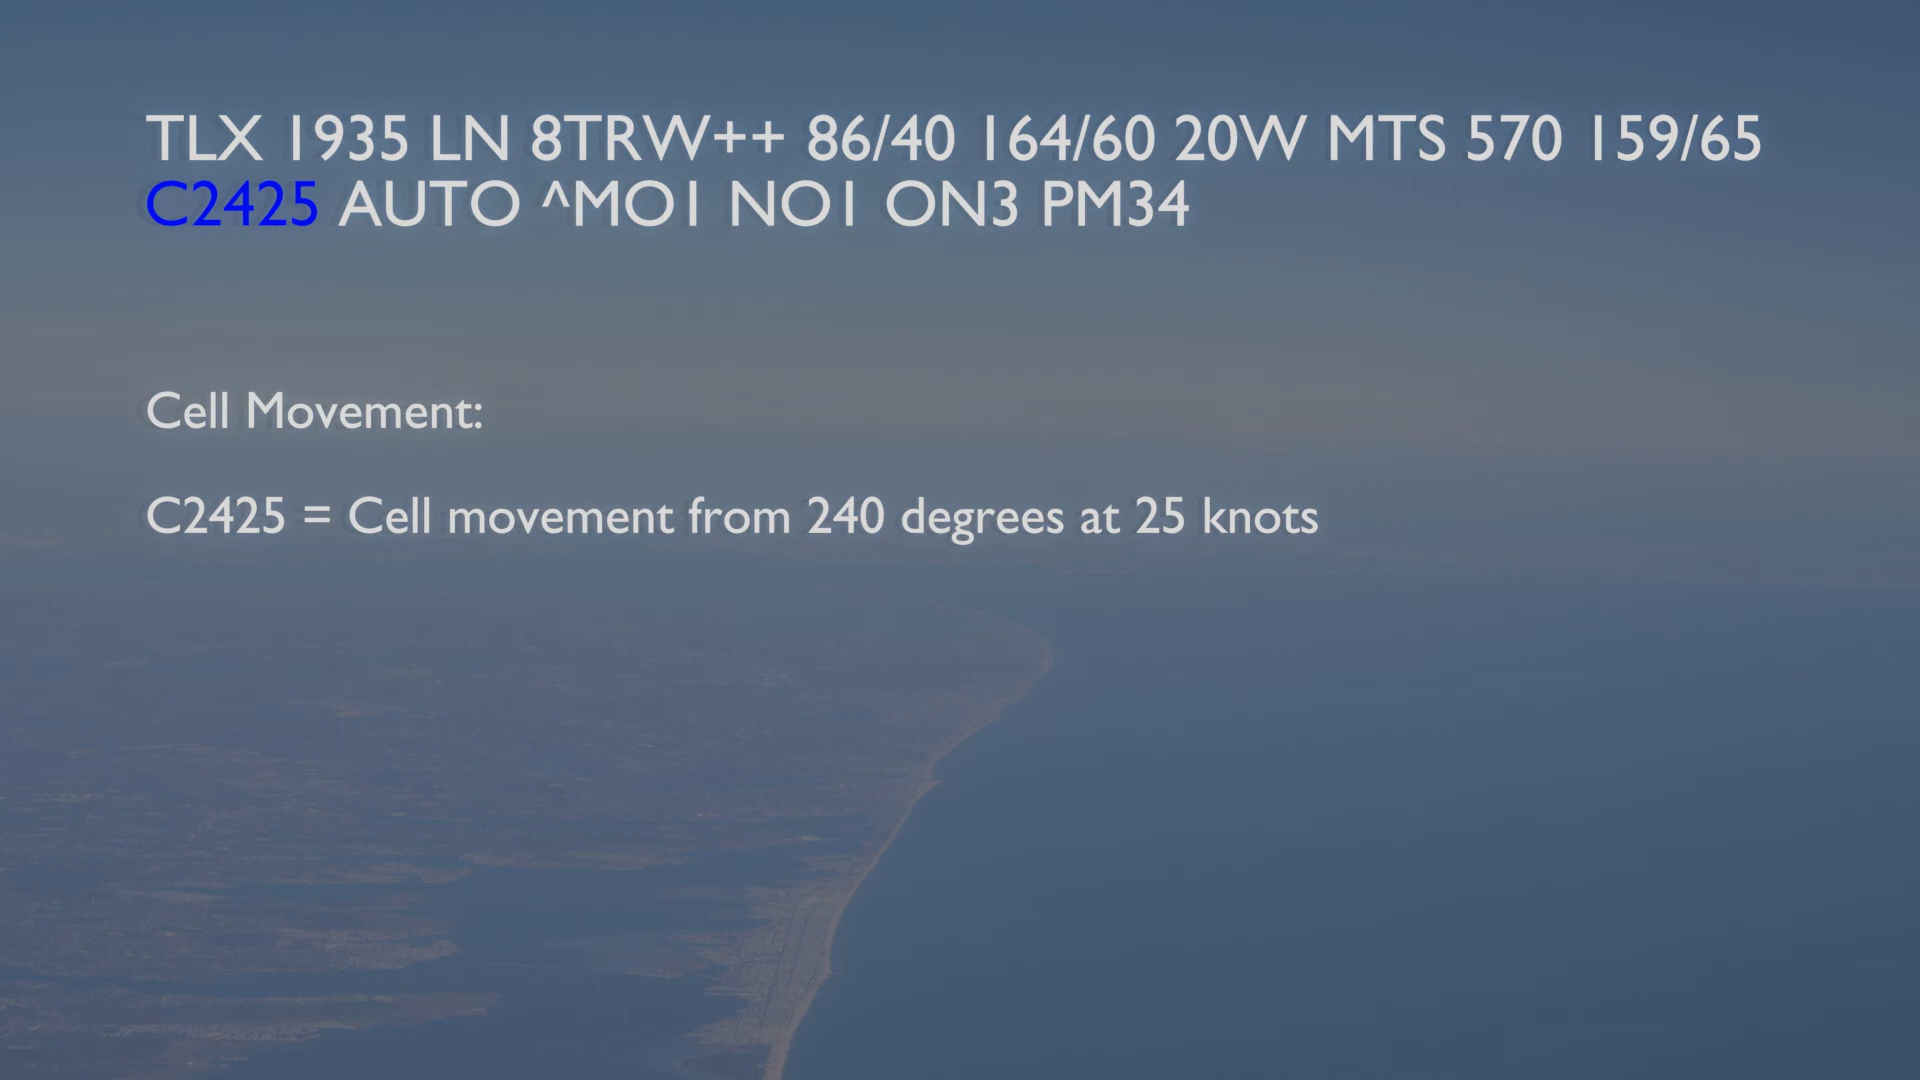 TLX 1935 LN 8TRW++ 86/40 164/60 20W MTS 570 159/65
C2425 AUTO ^MO1 NO1 ON3 PM34
Cell Movement:
C2425 = Cell movement from 240 degrees at 25 knots